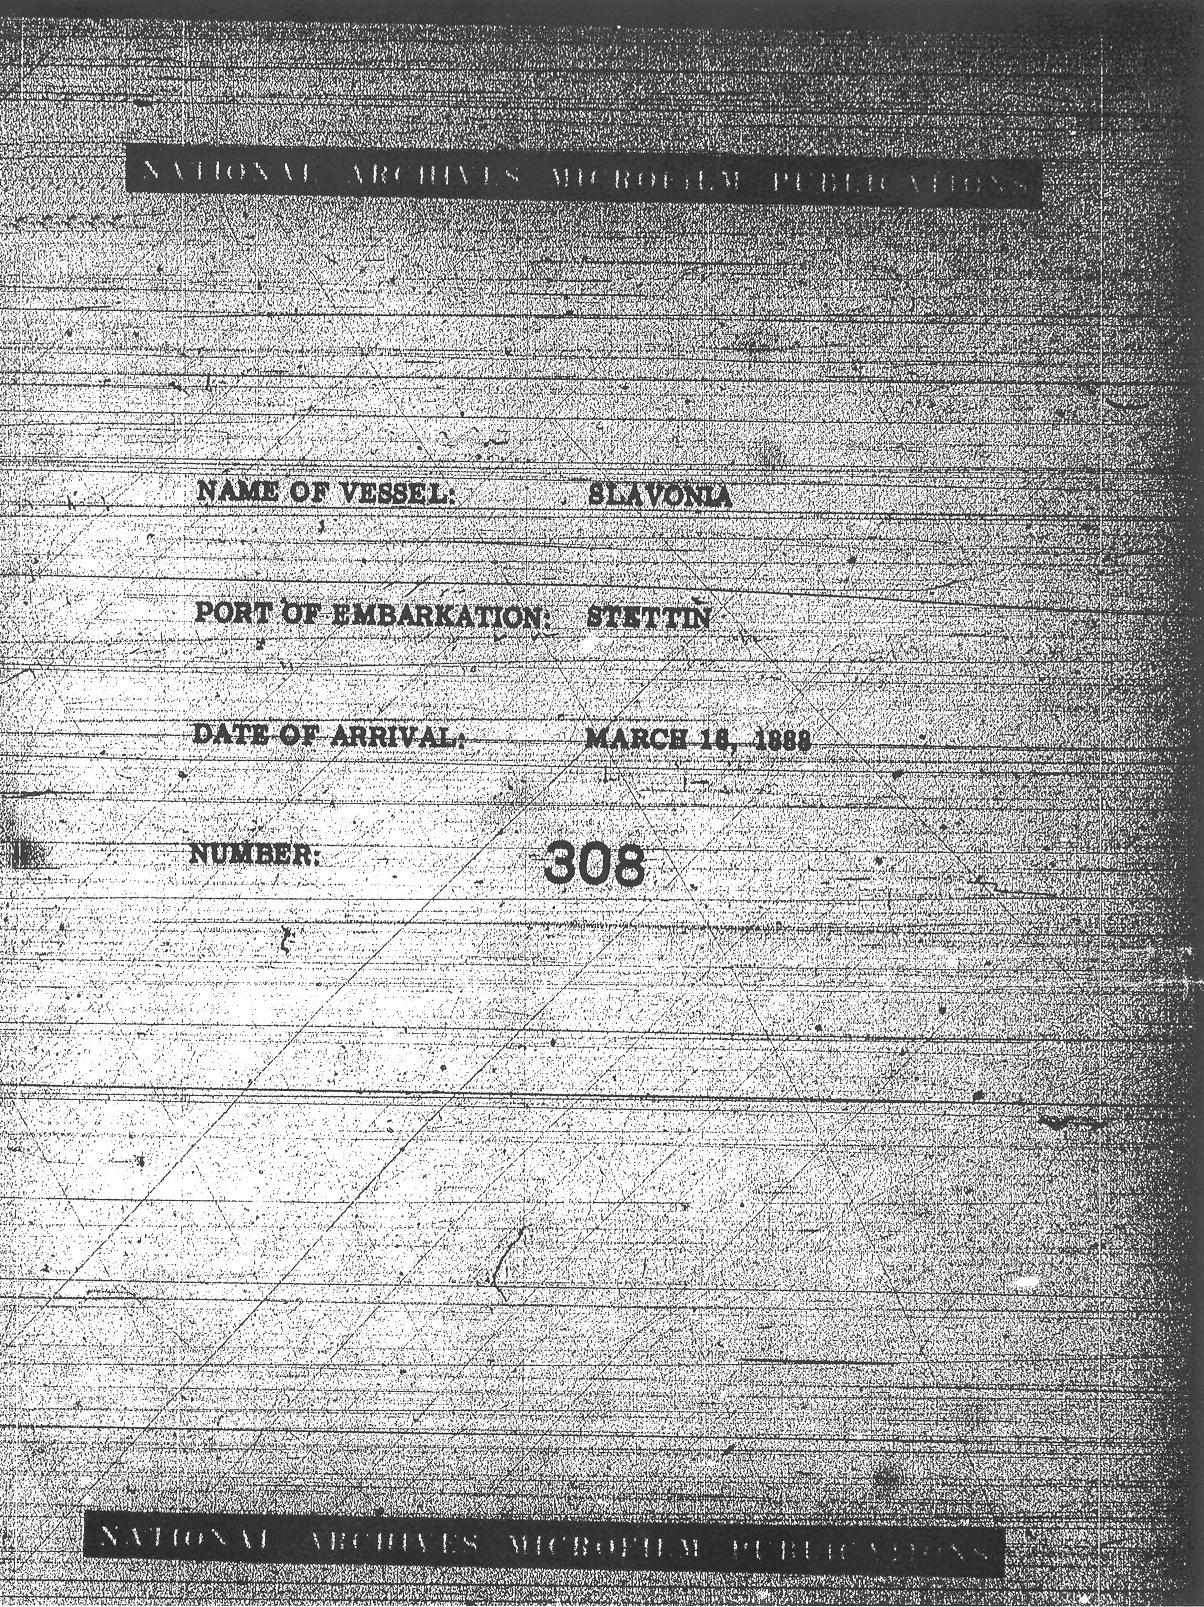 NATIONAL ARCHIVES MICROFILM PUBLICATIONS
NAME OF VESSEL: SLAVONIA
PORT OF EMBARKATION: STETTIN
DATE OF ARRIVAL: MARCH 16, 1888
NUMBER: 308
NATIONAL ARCHIVES MICROFILM PUBLICATIONS